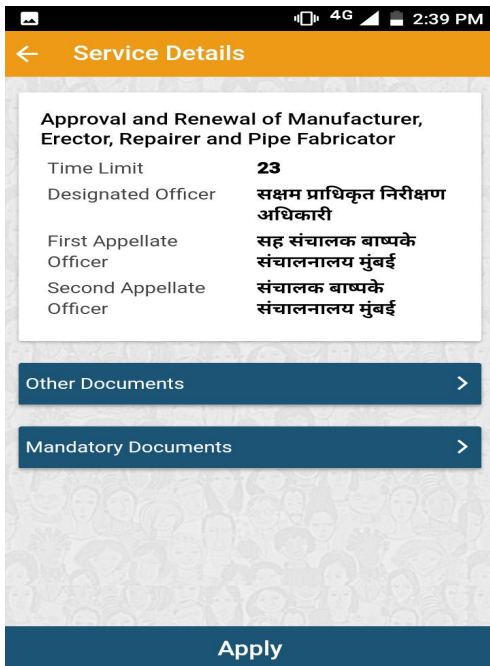 4G 2:39 PM
Service Details
Approval and Renewal of Manufacturer,
Erector, Repairer and Pipe Fabricator
Time Limit 23
Designated Officer सक्षम प्राधिकृत निरीक्षण
अधिकारी
First Appellate सह संचालक बाष्पके
Officer संचालनालय मुंबई
Second Appellate संचालक बाष्पके
Officer संचालनालय मुंबई
Other Documents
Mandatory Documents
Apply